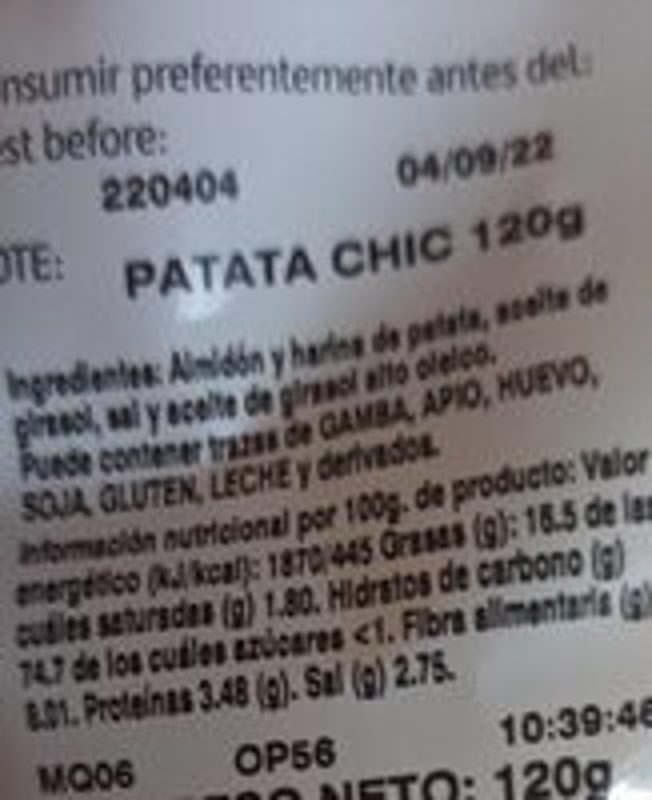 nsumir preferentemente antes del:
est before:
220404 04/09/22
OTE: PATATA CHIC 120g
Ingredientes: Almidón y harina de patata, aceite de
girasol, sal y aceite de girasol alto oleico.
Puede contener trazas de GAMBA, APIO, HUEVO,
SOJA, GLUTEN, LECHE y derivados.
Información nutricional por 100g. de producto: Valor
energético (kJ/kcal): 1870/445 Grasas (g): 16.5 de las
cuáles saturadas (g) 1.80. Hidratos de carbono (g)
74.7 de los cuáles azúcares <1. Fibra alimentaria (g)
Proteínas 3.48 (g). Sal (g) 2.75.
MQ06 OP56 10:39:46
ESO NETO: 120g